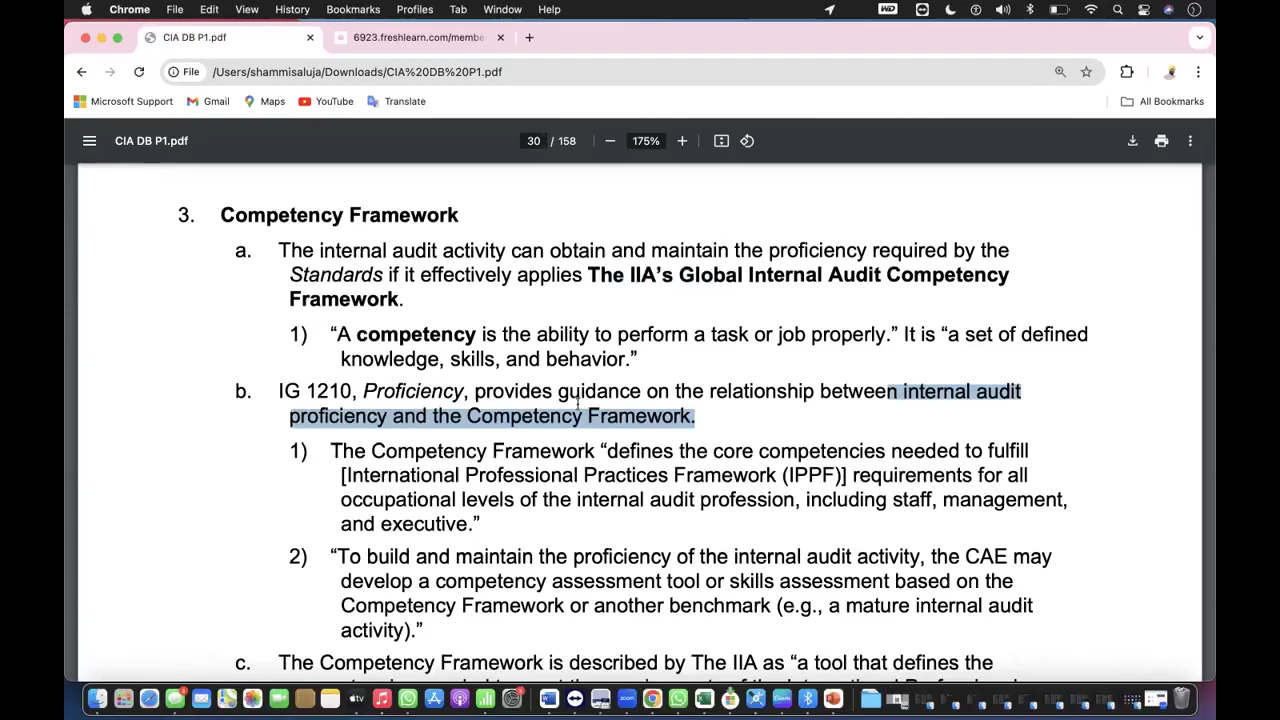 Chrome File Edit View History Bookmarks Profiles Tab Window Help
CIA DB P1.pdf
6923.freshlearn.com/membe
File /Users/shammisaluja/Downloads/CIA%20DB%20P1.pdf
Microsoft Support Gmail Maps YouTube Translate All Bookmarks
CIA DB P1.pdf 30 / 158 175%
3. Competency Framework
a. The internal audit activity can obtain and maintain the proficiency required by the
Standards if it effectively applies The IIA's Global Internal Audit Competency
Framework.
1) "A competency is the ability to perform a task or job properly." It is "a set of defined
knowledge, skills, and behavior."
b. IG 1210, Proficiency, provides guidance on the relationship between internal audit
proficiency and the Competency Framework.
1) The Competency Framework "defines the core competencies needed to fulfill
[International Professional Practices Framework (IPPF)] requirements for all
occupational levels of the internal audit profession, including staff, management,
and executive."
2) "To build and maintain the proficiency of the internal audit activity, the CAE may
develop a competency assessment tool or skills assessment based on the
Competency Framework or another benchmark (e.g., a mature internal audit
activity)."
c. The Competency Framework is described by The IIA as "a tool that defines the